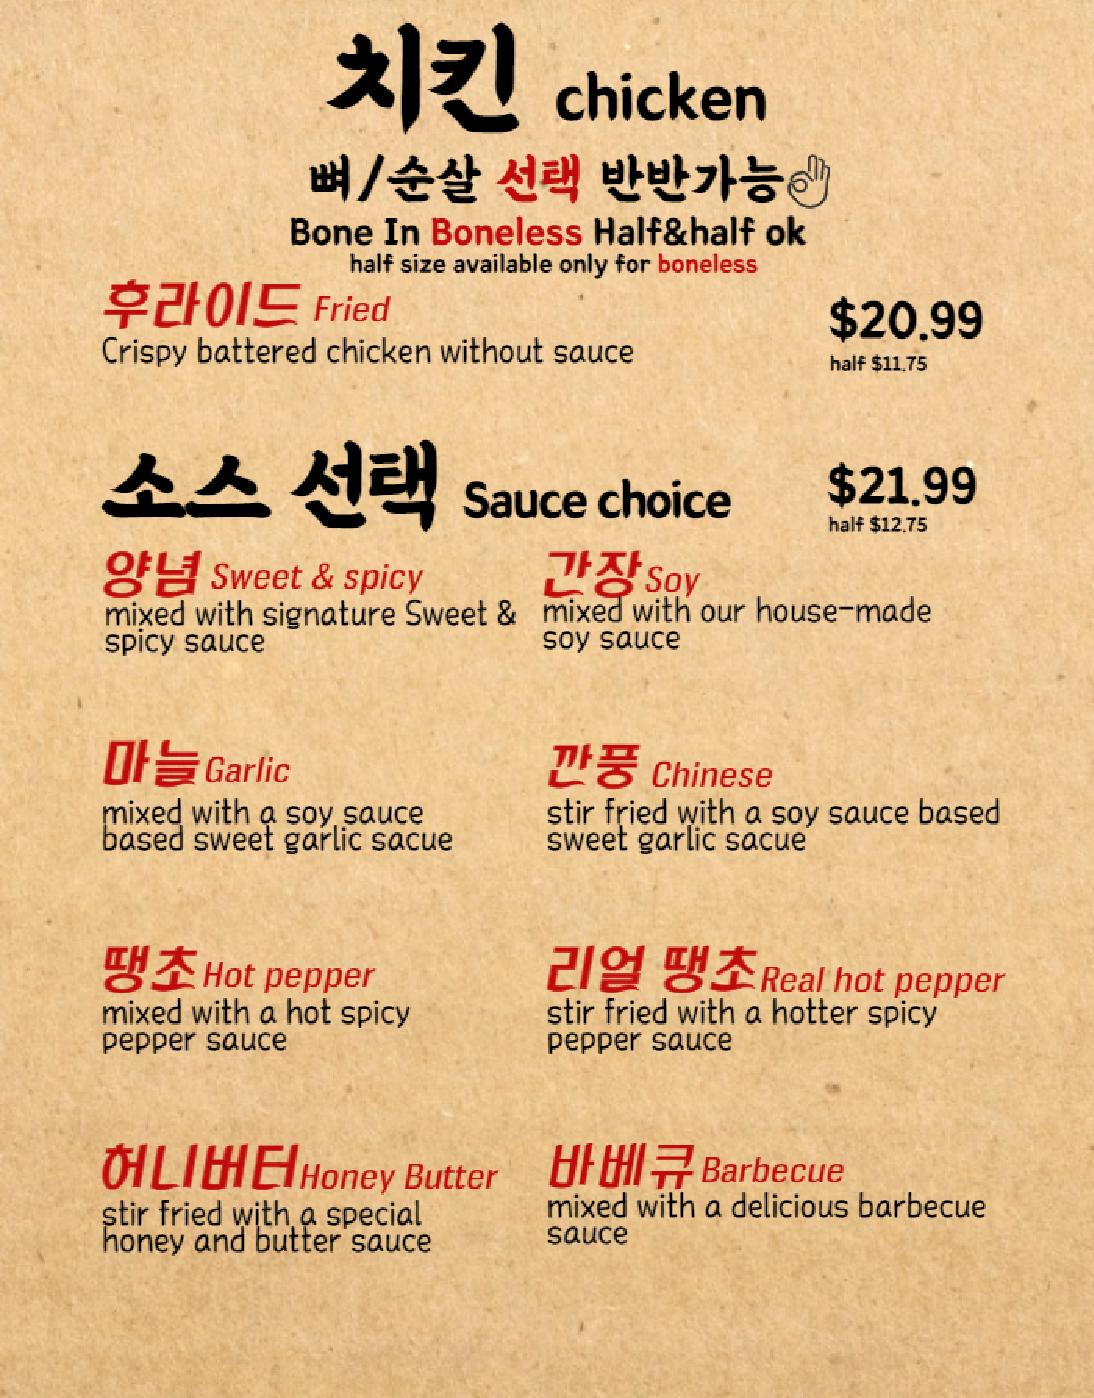 치킨 chicken
뼈/순살 선택 반반가능👌
Bone In Boneless Half&half ok
half size available only for boneless
후라이드 Fried
$20.99
Crispy battered chicken without sauce
half $11.75
소스 선택 Sauce choice
$21.99
half $12.75
양념 Sweet & spicy
mixed with signature Sweet &
spicy sauce
간장 Soy
mixed with our house-made
soy sauce
마늘 Garlic
mixed with a soy sauce
based sweet garlic sacue
깐풍 Chinese
stir fried with a soy sauce based
sweet garlic sacue
땡초 Hot pepper
mixed with a hot spicy
pepper sauce
리얼 땡초 Real hot pepper
stir fried with a hotter spicy
pepper sauce
허니버터 Honey Butter
stir fried with a special
honey and butter sauce
바베큐 Barbecue
mixed with a delicious barbecue
sauce